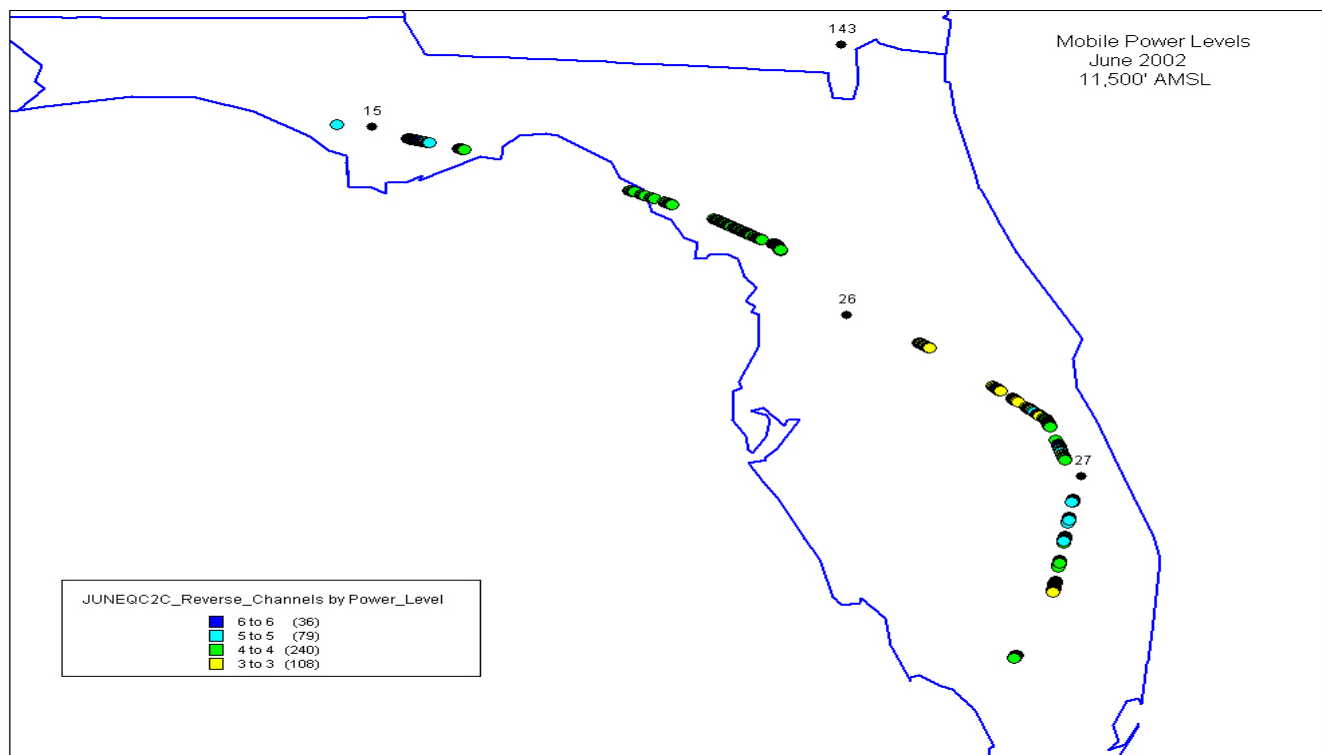 143
Mobile Power Levels
June 2002
11,500' AMSL
15
26
27
JUNEQC2C_Reverse_Channels by Power_Level
6 to 6 (36)
5 to 5 (79)
4 to 4 (240)
3 to 3 (108)